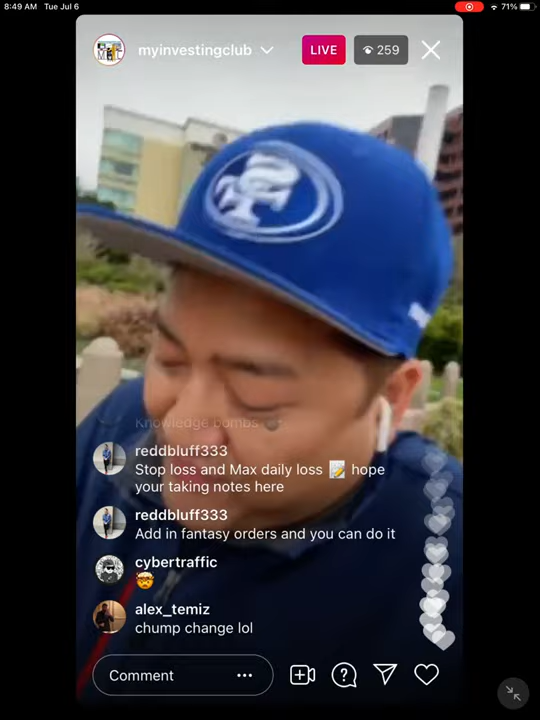 8:49 AM Tue Jul 6
71%
myinvestingclub
LIVE
259
SF
Knowledge bombs
reddbluff333
Stop loss and Max daily loss 📝 hope
your taking notes here
reddbluff333
Add in fantasy orders and you can do it
cybertraffic
🤯
alex_temiz
chump change lol
Comment